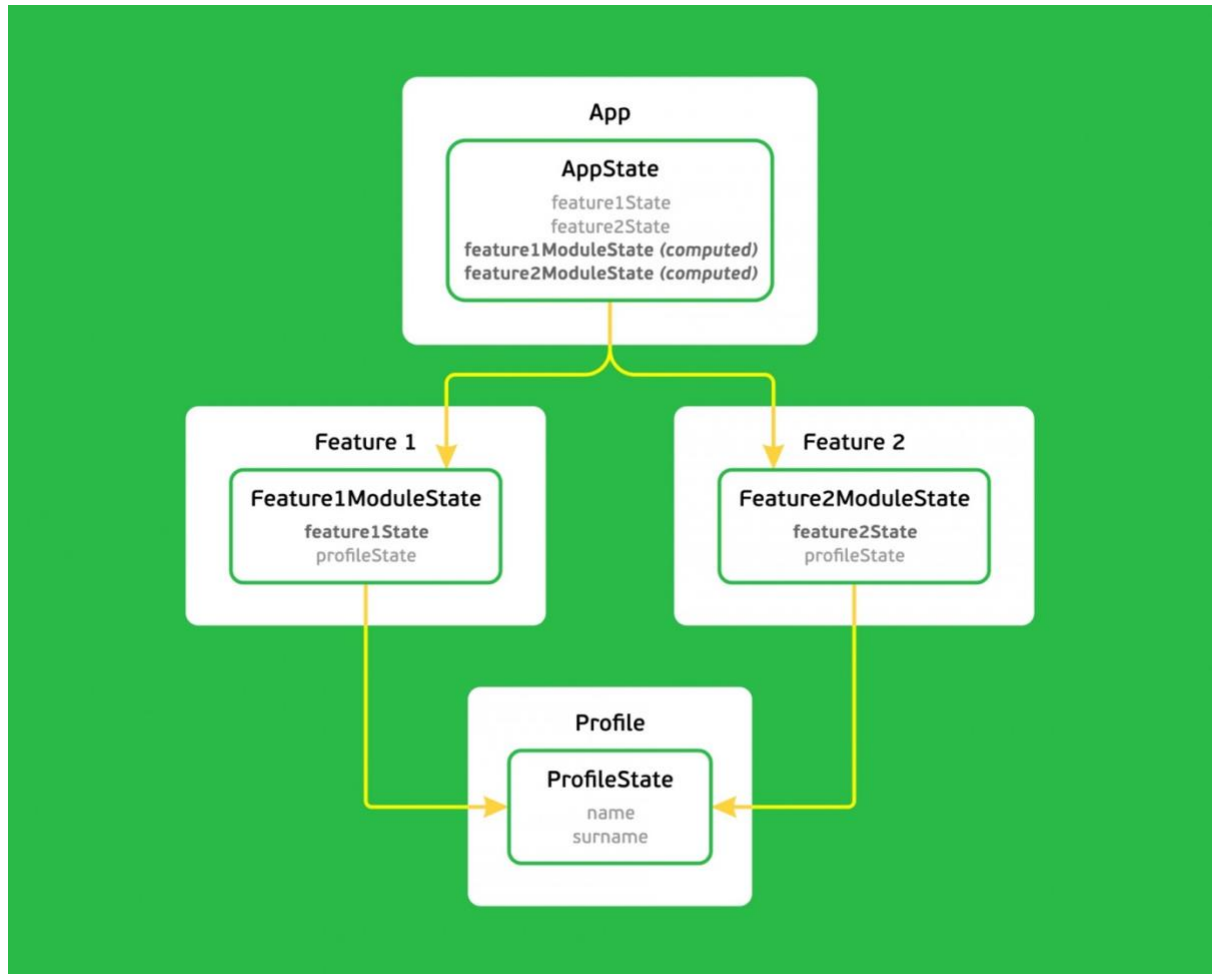 App
AppState
feature1State
feature2State
feature1ModuleState (computed)
feature2ModuleState (computed)
Feature 1
Feature1ModuleState
feature1State
profileState
Feature 2
Feature2ModuleState
feature2State
profileState
Profile
ProfileState
name
surname